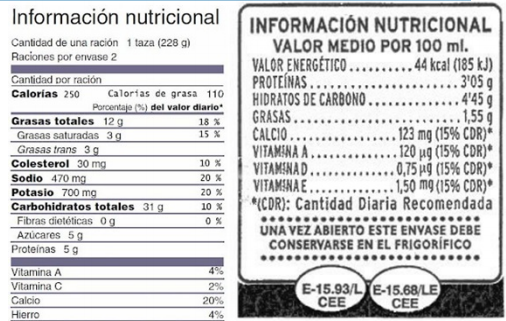 Información nutricional
Cantidad de una ración 1 taza (228 g)
Raciones por envase 2
Cantidad por ración
Calorías 250 Calorías de grasa 110
Porcentaje (%) del valor diario*
Grasas totales 12 g 18 %
Grasas saturadas 3 g 15 %
Grasas trans 3 g
Colesterol 30 mg 10 %
Sodio 470 mg 20 %
Potasio 700 mg 20 %
Carbohidratos totales 31 g 10 %
Fibras dietéticas 0 g 0 %
Azúcares 5 g
Proteínas 5 g
Vitamina A 4%
Vitamina C 2%
Calcio 20%
Hierro 4%
INFORMACIÓN NUTRICIONAL
VALOR MEDIO POR 100 ml.
VALOR ENERGÉTICO........... 44 kcal (185 kJ)
PROTEÍNAS........................ 3'05 g
HIDRATOS DE CARBONO............ 4'45 g
GRASAS............................ 1,55 g
CALCIO................ 123 mg (15% CDR)*
VITAMINA A............. 120 µg (15% CDR)*
VITAMINA D............. 0,75 µg (15% CDR)*
VITAMINA E............. 1,50 mg (15% CDR)*
*(CDR): Cantidad Diaria Recomendada
UNA VEZ ABIERTO ESTE ENVASE DEBE
CONSERVARSE EN EL FRIGORÍFICO
E-15.93/L
CEE
E-15.68/LE
CEE